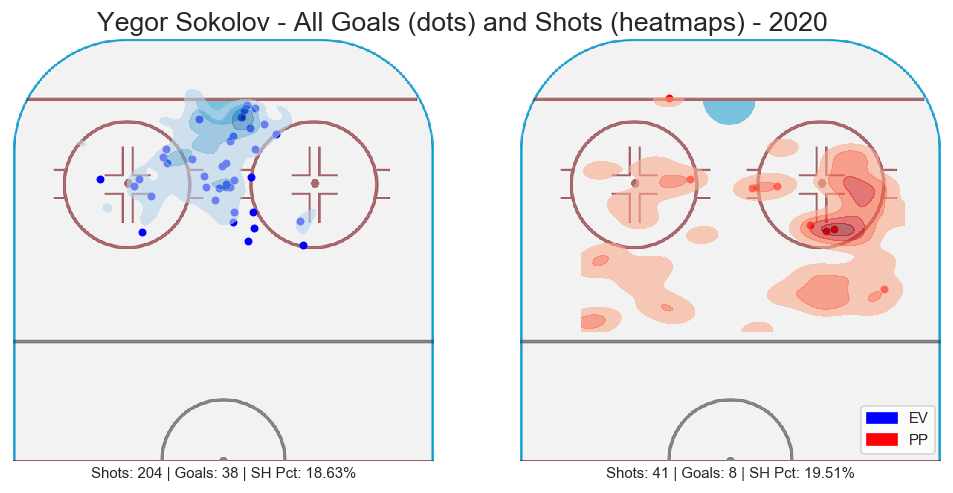 Yegor Sokolov - All Goals (dots) and Shots (heatmaps) - 2020
EV
PP
Shots: 204 | Goals: 38 | SH Pct: 18.63%
Shots: 41 | Goals: 8 | SH Pct: 19.51%